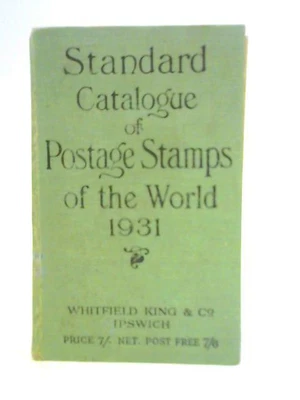 Standard
Catalogue
of
Postage Stamps
of the World
1931
WHITFIELD KING & Co
IPSWICH
PRICE 7/- NET. POST FREE 7/6